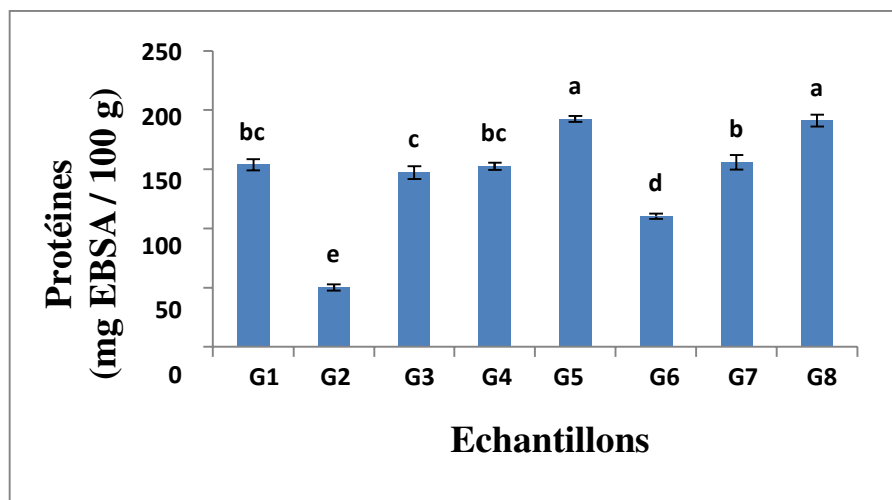 Protéines
(mg EBSA / 100 g)
250
200
150
100
50
0
bc
e
c
bc
a
d
b
a
G1 G2 G3 G4 G5 G6 G7 G8
Echantillons